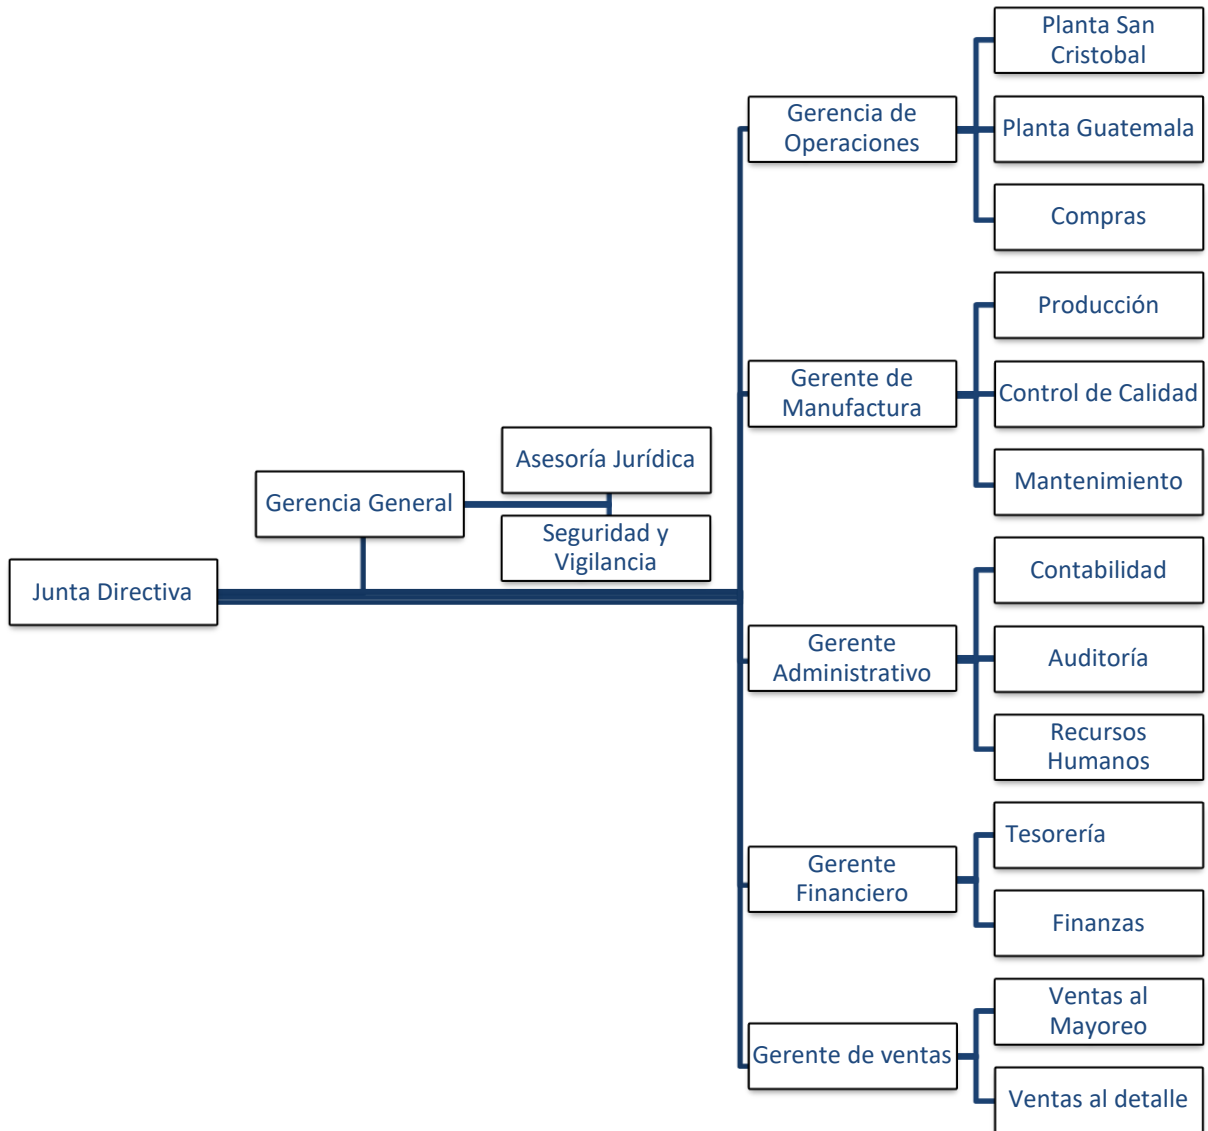 Junta Directiva
Gerencia General
Asesoría Jurídica
Seguridad y
Vigilancia
Gerencia de
Operaciones
Planta San
Cristobal
Planta Guatemala
Compras
Gerente de
Manufactura
Producción
Control de Calidad
Mantenimiento
Gerente
Administrativo
Contabilidad
Auditoría
Recursos
Humanos
Gerente
Financiero
Tesorería
Finanzas
Gerente de ventas
Ventas al
Mayoreo
Ventas al detalle